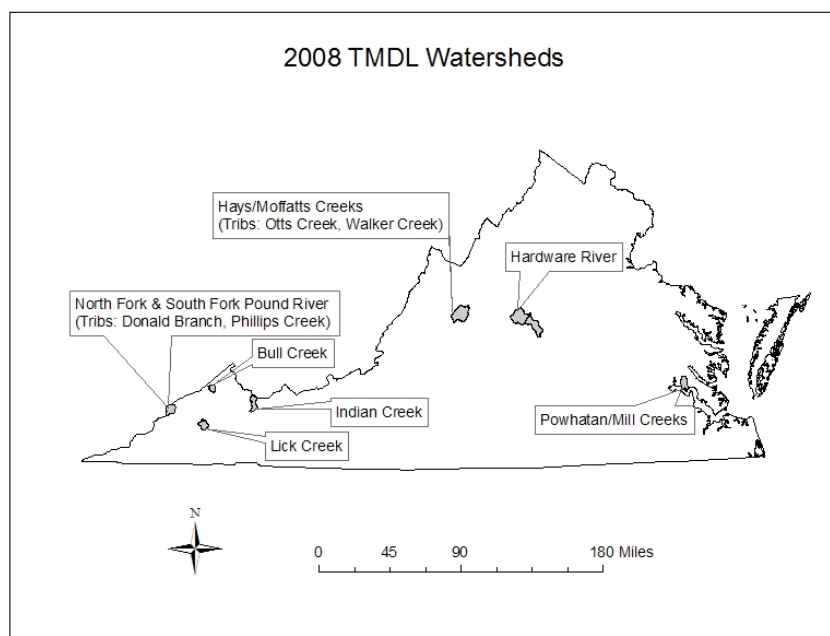 2008 TMDL Watersheds
Hays/Moffatts Creeks
(Tribs: Otts Creek, Walker Creek)
Hardware River
North Fork & South Fork Pound River
(Tribs: Donald Branch, Phillips Creek)
Bull Creek
Indian Creek
Powhatan/Mill Creeks
Lick Creek
N
0 45 90 180 Miles